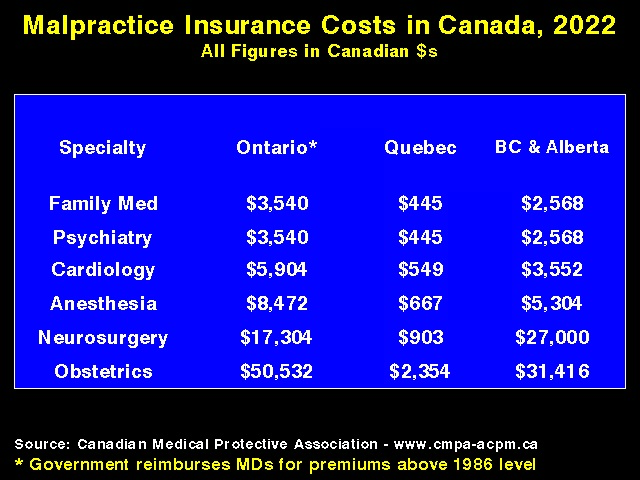 Malpractice Insurance Costs in Canada, 2022
All Figures in Canadian $s
Specialty Ontario* Quebec BC & Alberta
Family Med $3,540 $445 $2,568
Psychiatry $3,540 $445 $2,568
Cardiology $5,904 $549 $3,552
Anesthesia $8,472 $667 $5,304
Neurosurgery $17,304 $903 $27,000
Obstetrics $50,532 $2,354 $31,416
Source: Canadian Medical Protective Association - www.cmpa-acpm.ca
* Government reimburses MDs for premiums above 1986 level